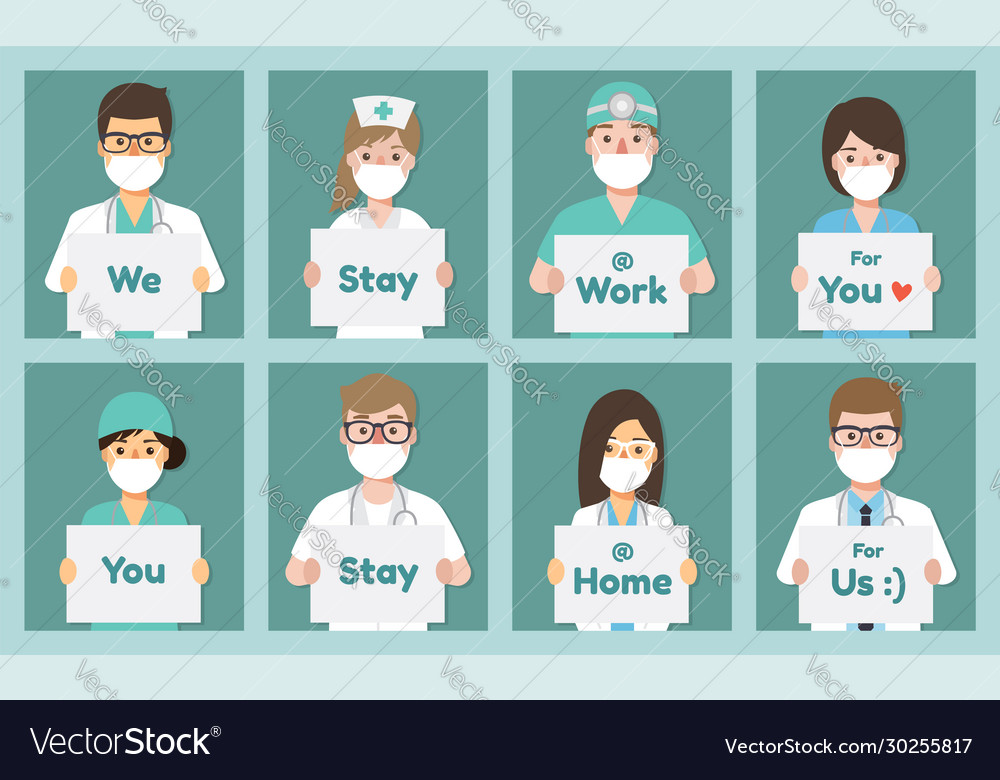 We
Stay
@
Work
For
You
You
Stay
@
Home
For
Us :)
VectorStock®
VectorStock.com/30255817